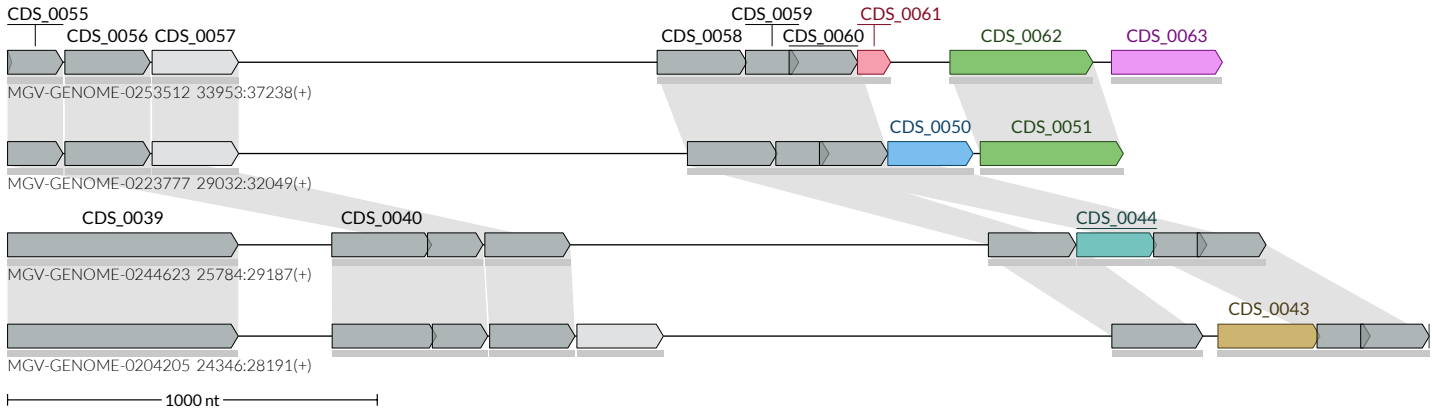 CDS_0055 CDS_0059 CDS_0061
CDS_0056 CDS_0057 CDS_0058 CDS_0060 CDS_0062 CDS_0063
MGV-GENOME-0253512 33953:37238(+)
CDS_0050 CDS_0051
MGV-GENOME-0223777 29032:32049(+)
CDS_0039 CDS_0040 CDS_0044
MGV-GENOME-0244623 25784:29187(+)
CDS_0043
MGV-GENOME-0204205 24346:28191(+)
1000 nt